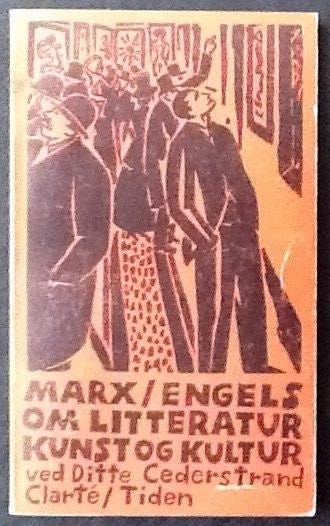 MARX/ENGELS
OM LITTERATUR
KUNST OG KULTUR
ved Ditte Cederstrand
Clarté/Tiden